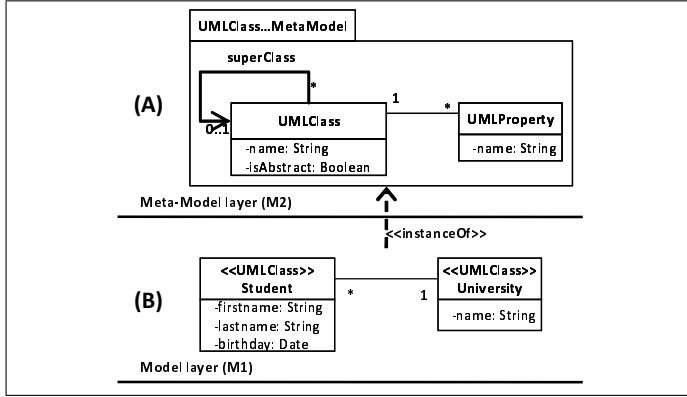 UMLClass...MetaModel
superClass
*
(A)
0..1
UMLClass
1
*
UMLProperty
-name: String
-isAbstract: Boolean
-name: String
Meta-Model layer (M2)
<<instanceOf>>
(B)
<<UMLClass>>
Student
-firstname: String
-lastname: String
-birthday: Date
*
1
<<UMLClass>>
University
-name: String
Model layer (M1)